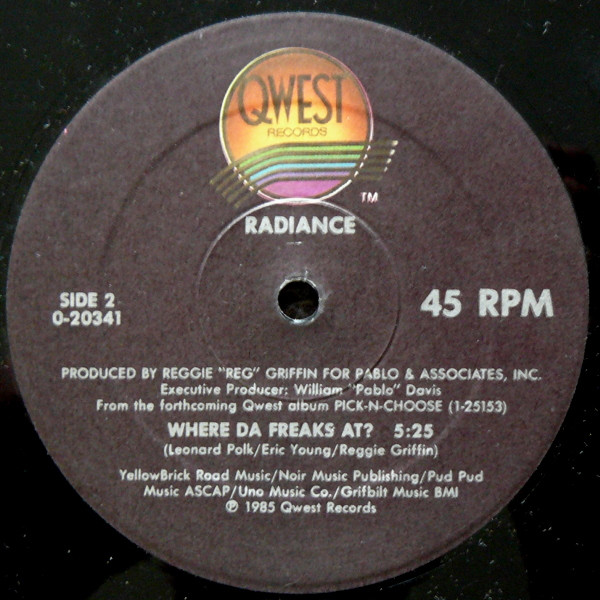 QWEST
RECORDS
TM
RADIANCE
SIDE 2
0-20341
45 RPM
PRODUCED BY REGGIE "REG" GRIFFIN FOR PABLO & ASSOCIATES, INC.
Executive Producer: William "Pablo" Davis
From the forthcoming Qwest album PICK-N-CHOOSE (1-25153)
WHERE DA FREAKS AT? 5:25
(Leonard Polk/Eric Young/Reggie Griffin)
YellowBrick Road Music/Noir Music Publishing/Pud Pud
Music ASCAP/Uno Music Co./Grifbilt Music BMI
℗ 1985 Qwest Records